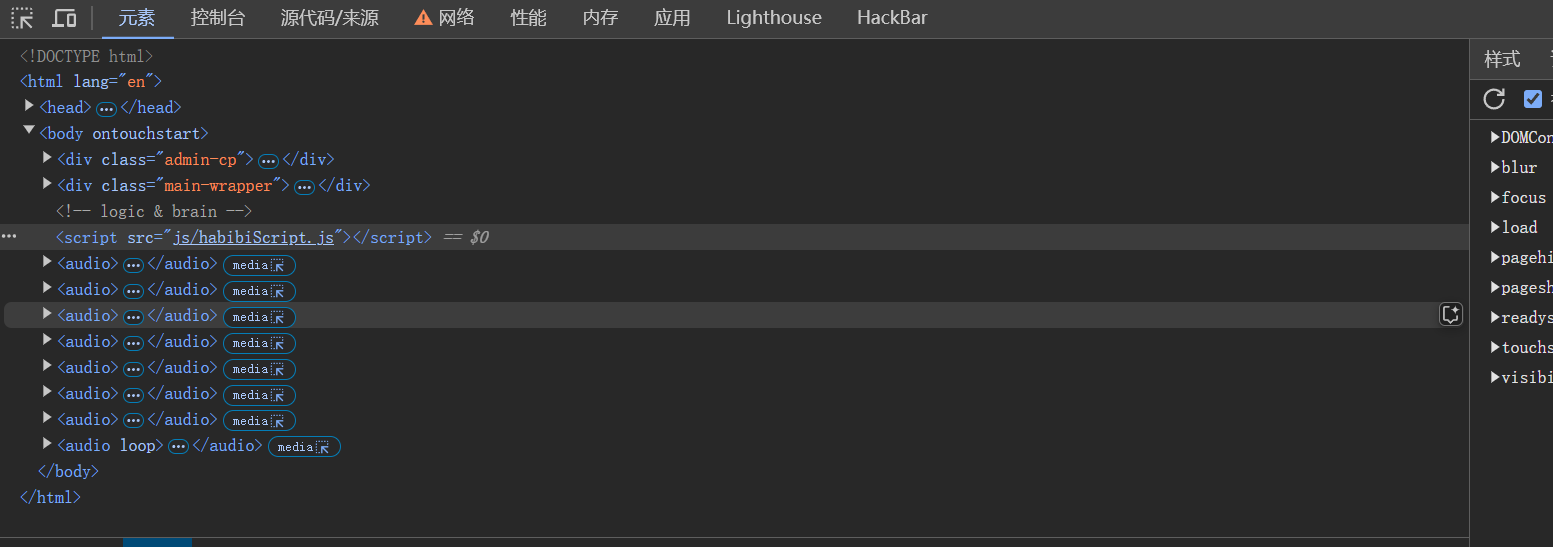 元素 控制台 源代码/来源 网络 性能 内存 应用 Lighthouse HackBar
<!DOCTYPE html>
样式
<html lang="en">
<head> ••• </head>
<body ontouchstart>
<div class="admin-cp"> ••• </div>
<div class="main-wrapper"> ••• </div>
<!-- logic & brain -->
••• <script src="js/habibiScript.js"></script> == $0
<audio> ••• </audio> media
<audio> ••• </audio> media
<audio> ••• </audio> media
<audio> ••• </audio> media
<audio> ••• </audio> media
<audio> ••• </audio> media
<audio> ••• </audio> media
<audio loop> ••• </audio> media
</body>
</html>
DOMCon
blur
focus
load
pagehi
pagesh
readys
touchs
visibi